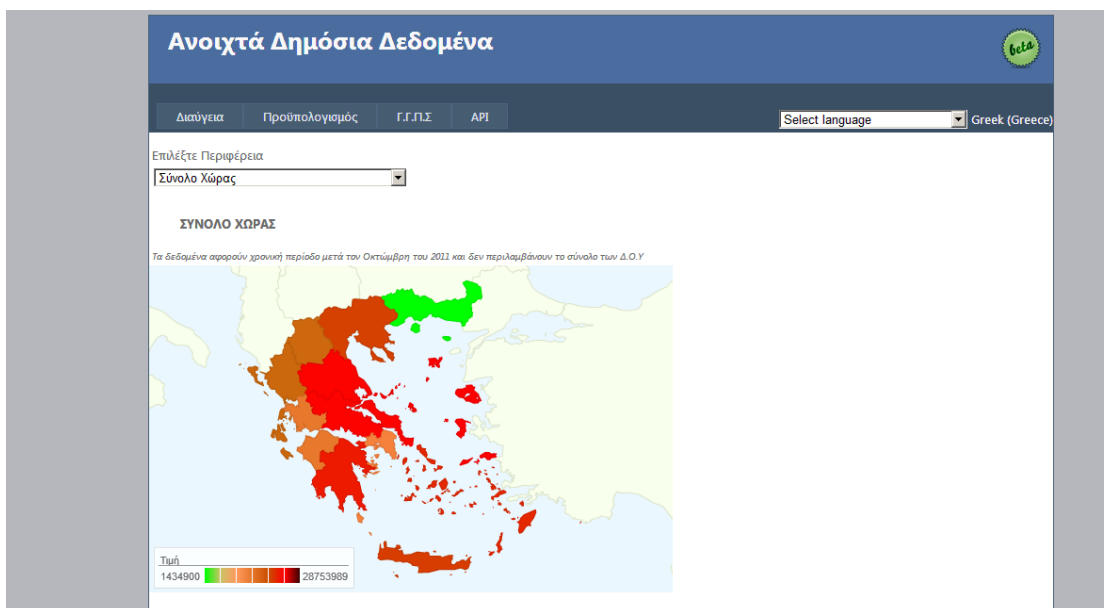 Ανοιχτά Δημόσια Δεδομένα
beta
Διαύγεια Προϋπολογισμός Γ.Γ.Π.Σ API
Select language Greek (Greece)
Επιλέξτε Περιφέρεια
Σύνολο Χώρας
ΣΥΝΟΛΟ ΧΩΡΑΣ
Τα δεδομένα αφορούν χρονική περίοδο μετά τον Οκτώμβρη του 2011 και δεν περιλαμβάνουν το σύνολο των Δ.Ο.Υ
Τιμή
1434900 28753989